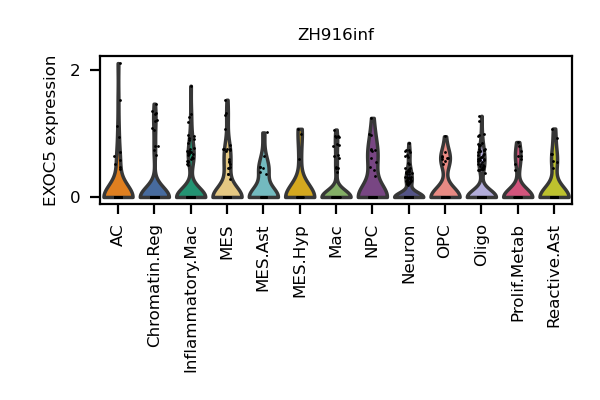 ZH916inf
EXOC5 expression
2
0
AC
Chromatin.Reg
Inflammatory.Mac
MES
MES.Ast
MES.Hyp
Mac
NPC
Neuron
OPC
Oligo
Prolif.Metab
Reactive.Ast